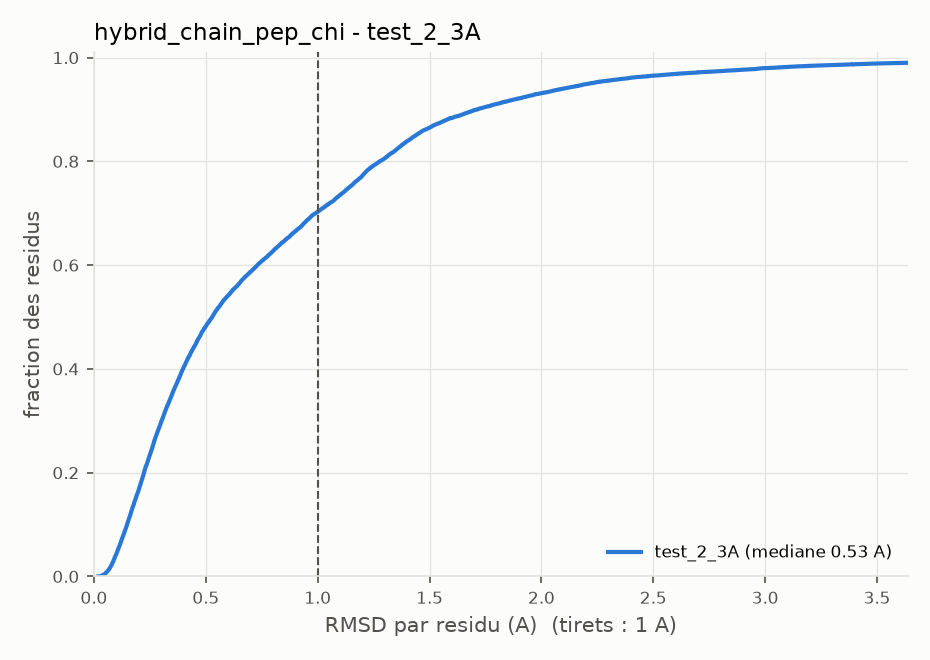 hybrid_chain_pep_chi - test_2_3A
1.0
0.8
0.6
0.4
0.2
0.0
fraction des residus
test_2_3A (mediane 0.53 A)
0.0 0.5 1.0 1.5 2.0 2.5 3.0 3.5
RMSD par residu (A) (tirets : 1 A)